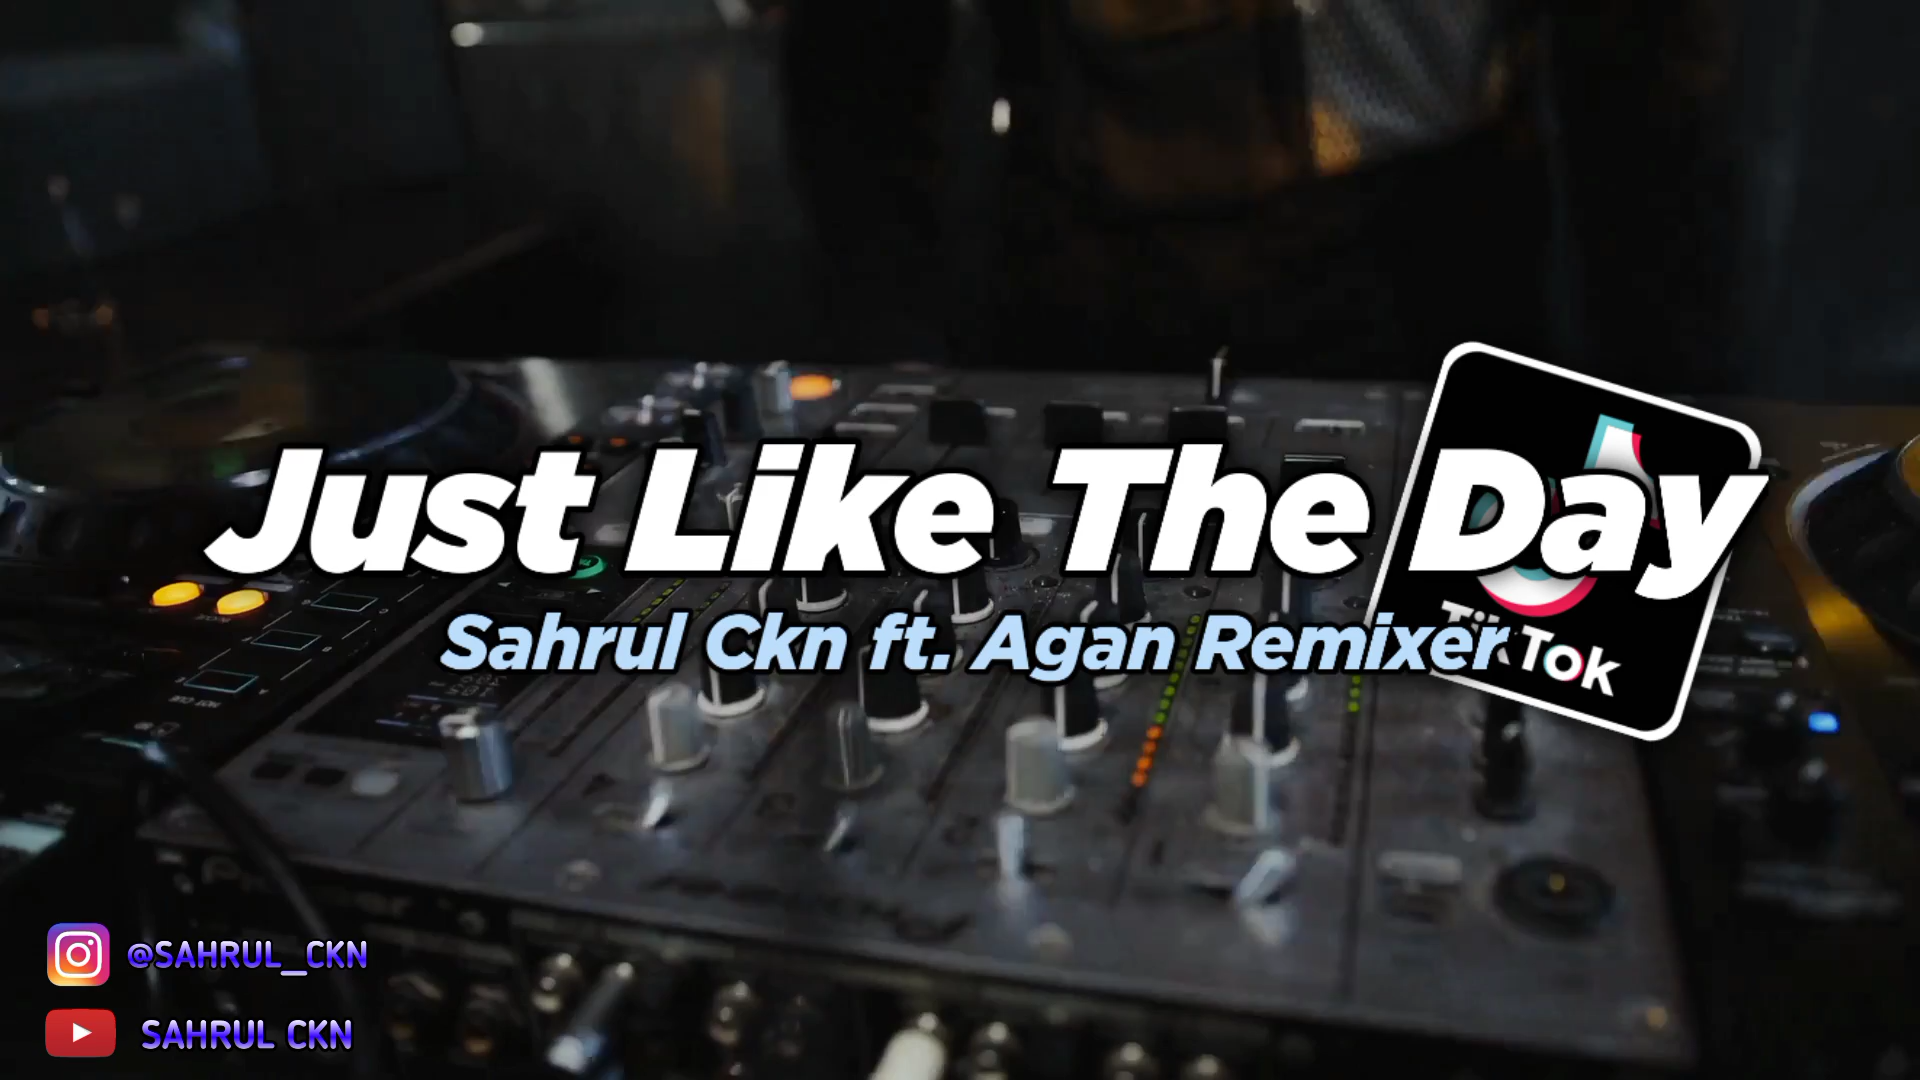 Just Like The Day
Sahrul Ckn ft. Agan Remixer
TikTok
@SAHRUL_CKN
SAHRUL CKN